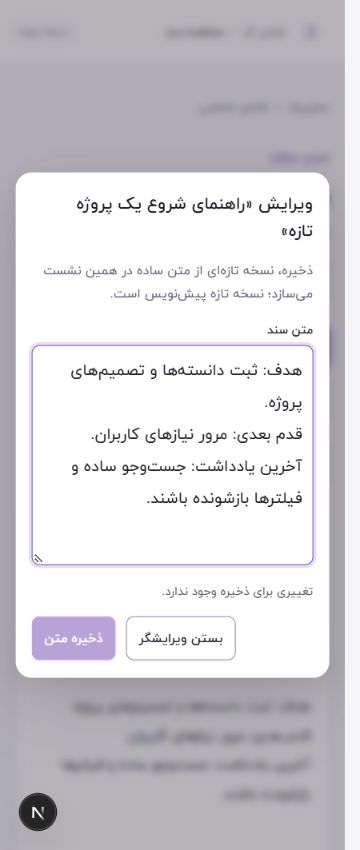 ویرایش «راهنمای شروع یک پروژه
تازه»
ذخیره، نسخه تازه‌ای از متن ساده در همین نشست
می‌سازد؛ نسخه تازه پیش‌نویس است.
متن سند
هدف: ثبت دانسته‌ها و تصمیم‌های
پروژه.
قدم بعدی: مرور نیازهای کاربران.
آخرین یادداشت: جست‌وجو ساده و
فیلترها بازشونده باشند.
تغییری برای ذخیره وجود ندارد.
بستن ویرایشگر
ذخیره متن
N